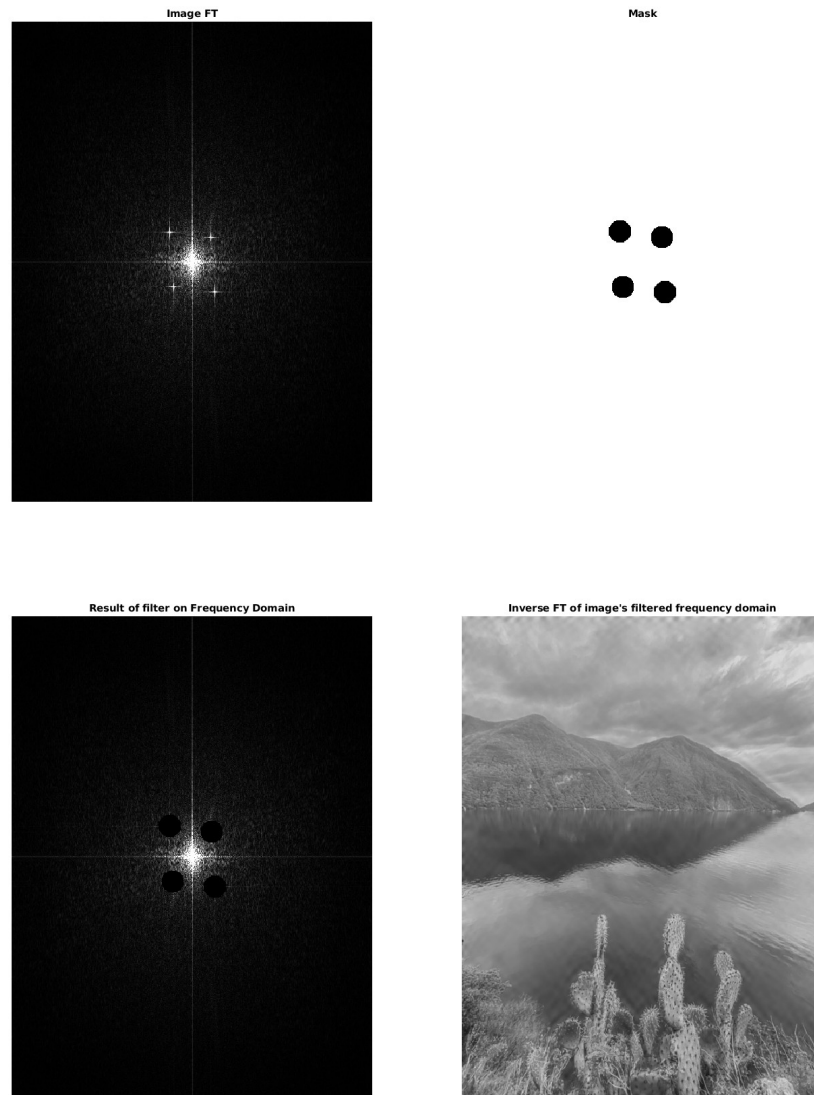 Image FT
Mask
Result of filter on Frequency Domain
Inverse FT of image's filtered frequency domain